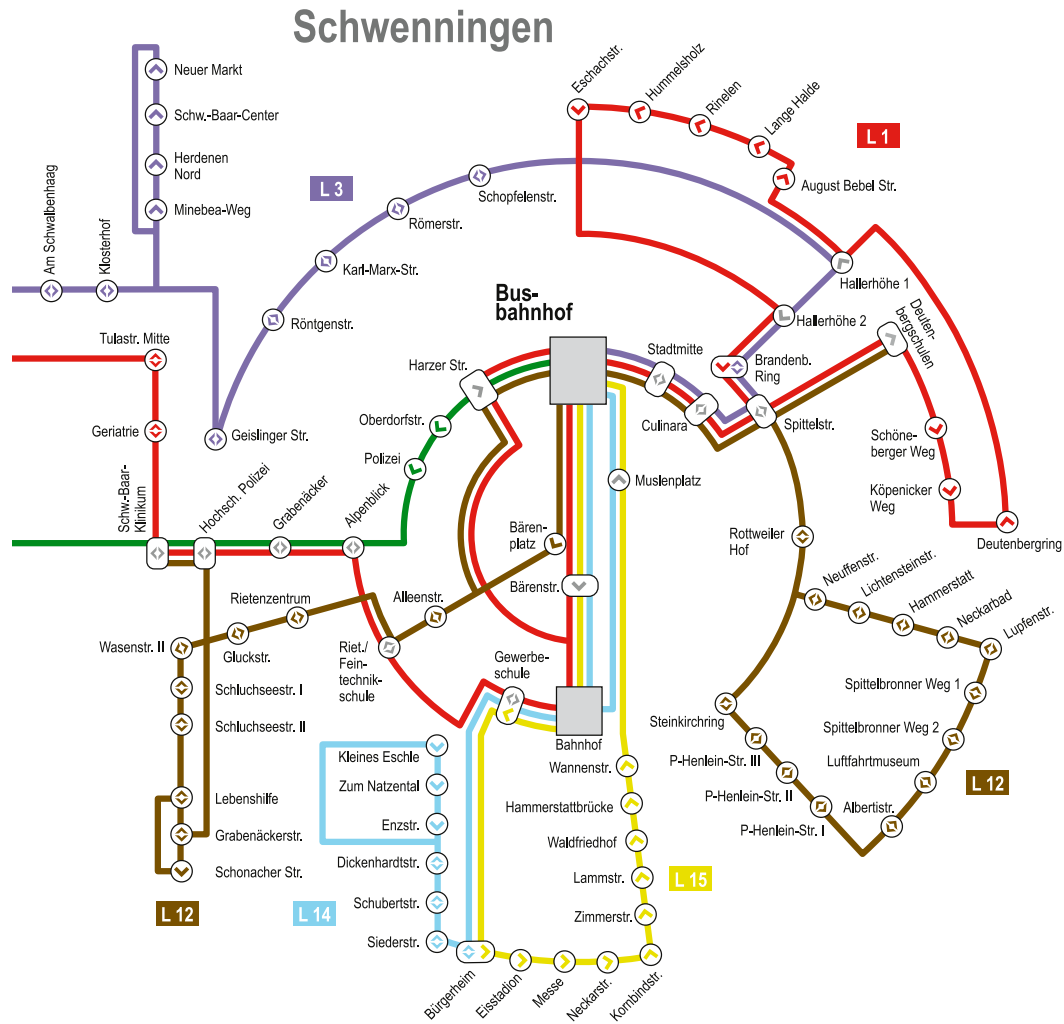 Schwenningen
Neuer Markt
Schw.-Baar-Center
Herdenen
Nord
Minebea-Weg
Am Schwalbenhaag
Klosterhof
L 3
Schopfelenstr.
Römerstr.
Karl-Marx-Str.
Röntgenstr.
Geislinger Str.
Eschachstr.
Hummelsholz
Rinelen
Lange Halde
L 1
August Bebel Str.
Hallerhöhe 1
Hallerhöhe 2
Bus-
bahnhof
Stadtmitte
Brandenb.
Ring
Culinara
Spittelstr.
Deuten-
bergschulen
Schöne-
berger Weg
Köpenicker
Weg
Deutenbergring
Tulastr. Mitte
Geriatrie
Schw.-Baar-
Klinikum
Hochsch. Polizei
Grabenäcker
Alpenblick
Harzer Str.
Oberdorfstr.
Polizei
Muslenplatz
Bären-
platz
Bärenstr.
Rottweiler
Hof
Neuffenstr.
Lichtensteinstr.
Hammerstatt
Neckarbad
Lupfenstr.
Rietenzentrum
Alleenstr.
Wasenstr. II
Gluckstr.
Riet./
Fein-
technik-
schule
Gewerbe-
schule
Schluchseestr. I
Schluchseestr. II
Lebenshilfe
Grabenäckerstr.
Schonacher Str.
L 12
Bahnhof
Kleines Eschle
Zum Natzental
Enzstr.
Dickenhardtstr.
Schubertstr.
Siederstr.
L 14
Bürgerheim
Eisstadion
Messe
Neckarstr.
Kornbindstr.
Wannenstr.
Hammerstattbrücke
Waldfriedhof
Lammstr.
Zimmerstr.
L 15
Steinkirchring
P-Henlein-Str. III
P-Henlein-Str. II
P-Henlein-Str. I
Spittelbronner Weg 1
Spittelbronner Weg 2
Luftfahrtmuseum
Albertistr.
L 12